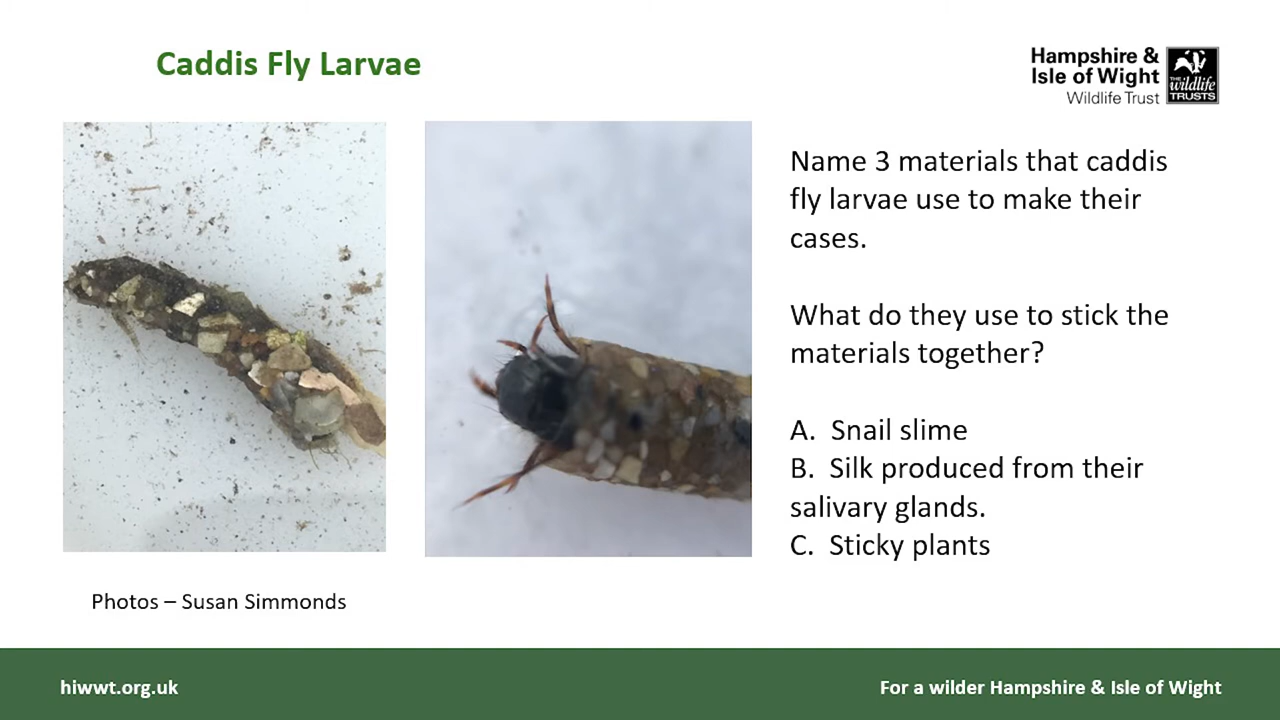 Caddis Fly Larvae
Hampshire &
Isle of Wight
Wildlife Trust
THE
wildlife
TRUSTS
Name 3 materials that caddis
fly larvae use to make their
cases.
What do they use to stick the
materials together?
A. Snail slime
B. Silk produced from their
salivary glands.
C. Sticky plants
Photos – Susan Simmonds
hiwwt.org.uk
For a wilder Hampshire & Isle of Wight